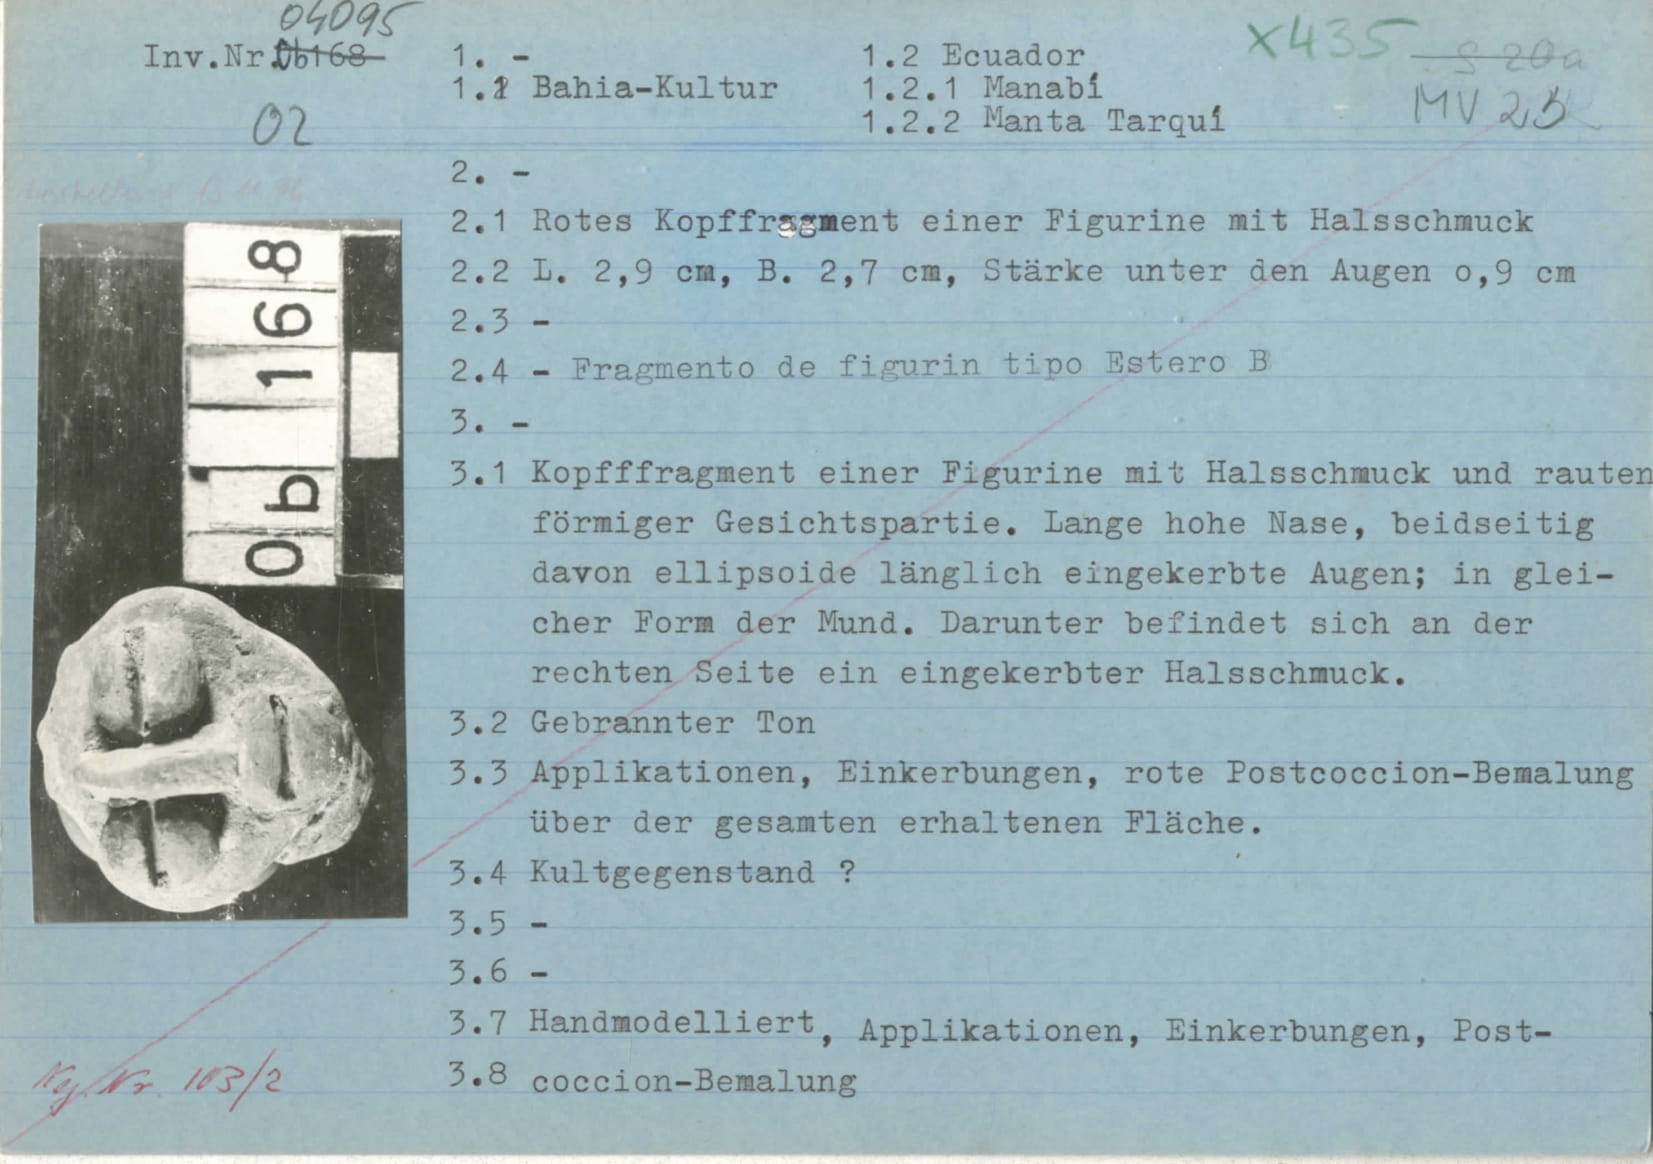 04095
Inv.Nr. Ob168
02
1. -
1.1 Bahia-Kultur
1.2 Ecuador
1.2.1 Manabí
1.2.2 Manta Tarquí
X435
S 20a
MV 2
2. -
2.1 Rotes Kopffragment einer Figurine mit Halsschmuck
2.2 L. 2,9 cm, B. 2,7 cm, Stärke unter den Augen o,9 cm
2.3 -
2.4 - Fragmento de figurin tipo Estero B
3. -
3.1 Kopfffragment einer Figurine mit Halsschmuck und rauten
förmiger Gesichtspartie. Lange hohe Nase, beidseitig
davon ellipsoide länglich eingekerbte Augen; in glei-
cher Form der Mund. Darunter befindet sich an der
rechten Seite ein eingekerbter Halsschmuck.
3.2 Gebrannter Ton
3.3 Applikationen, Einkerbungen, rote Postcoccion-Bemalung
über der gesamten erhaltenen Fläche.
3.4 Kultgegenstand ?
3.5 -
3.6 -
3.7 Handmodelliert, Applikationen, Einkerbungen, Post-
3.8 coccion-Bemalung
Ob 168
Ng. Nr. 103/2